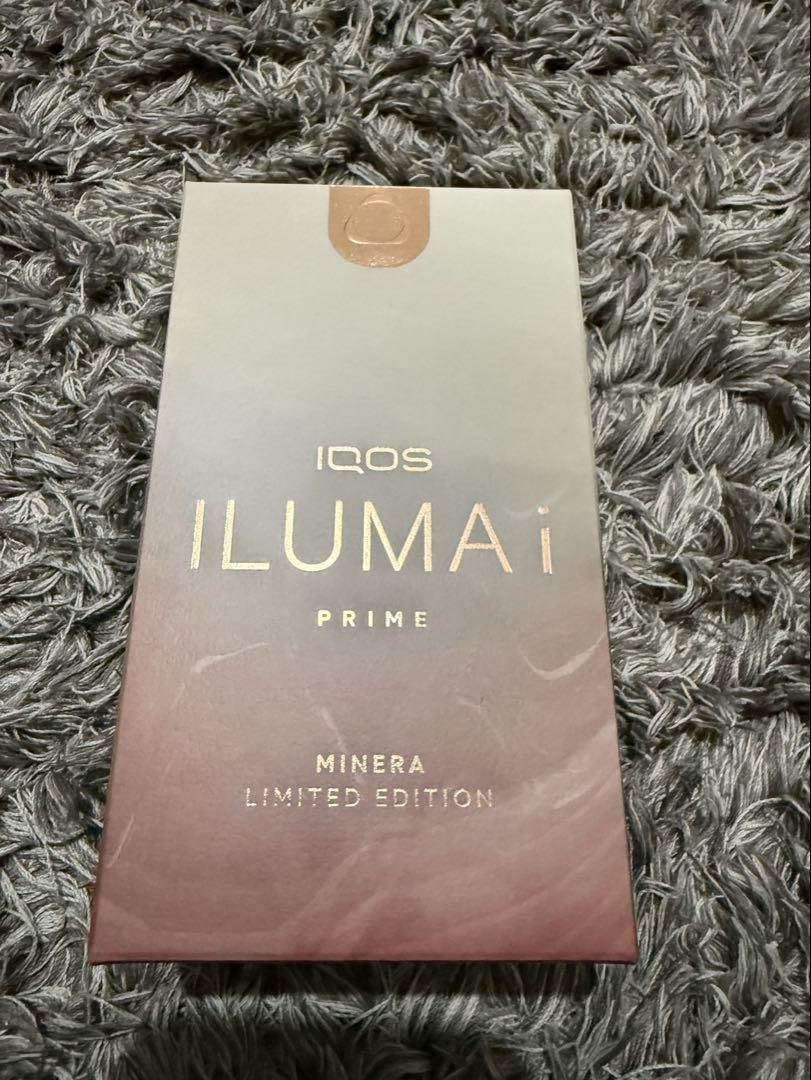 IQOS
ILUMA i
PRIME
MINERA
LIMITED EDITION